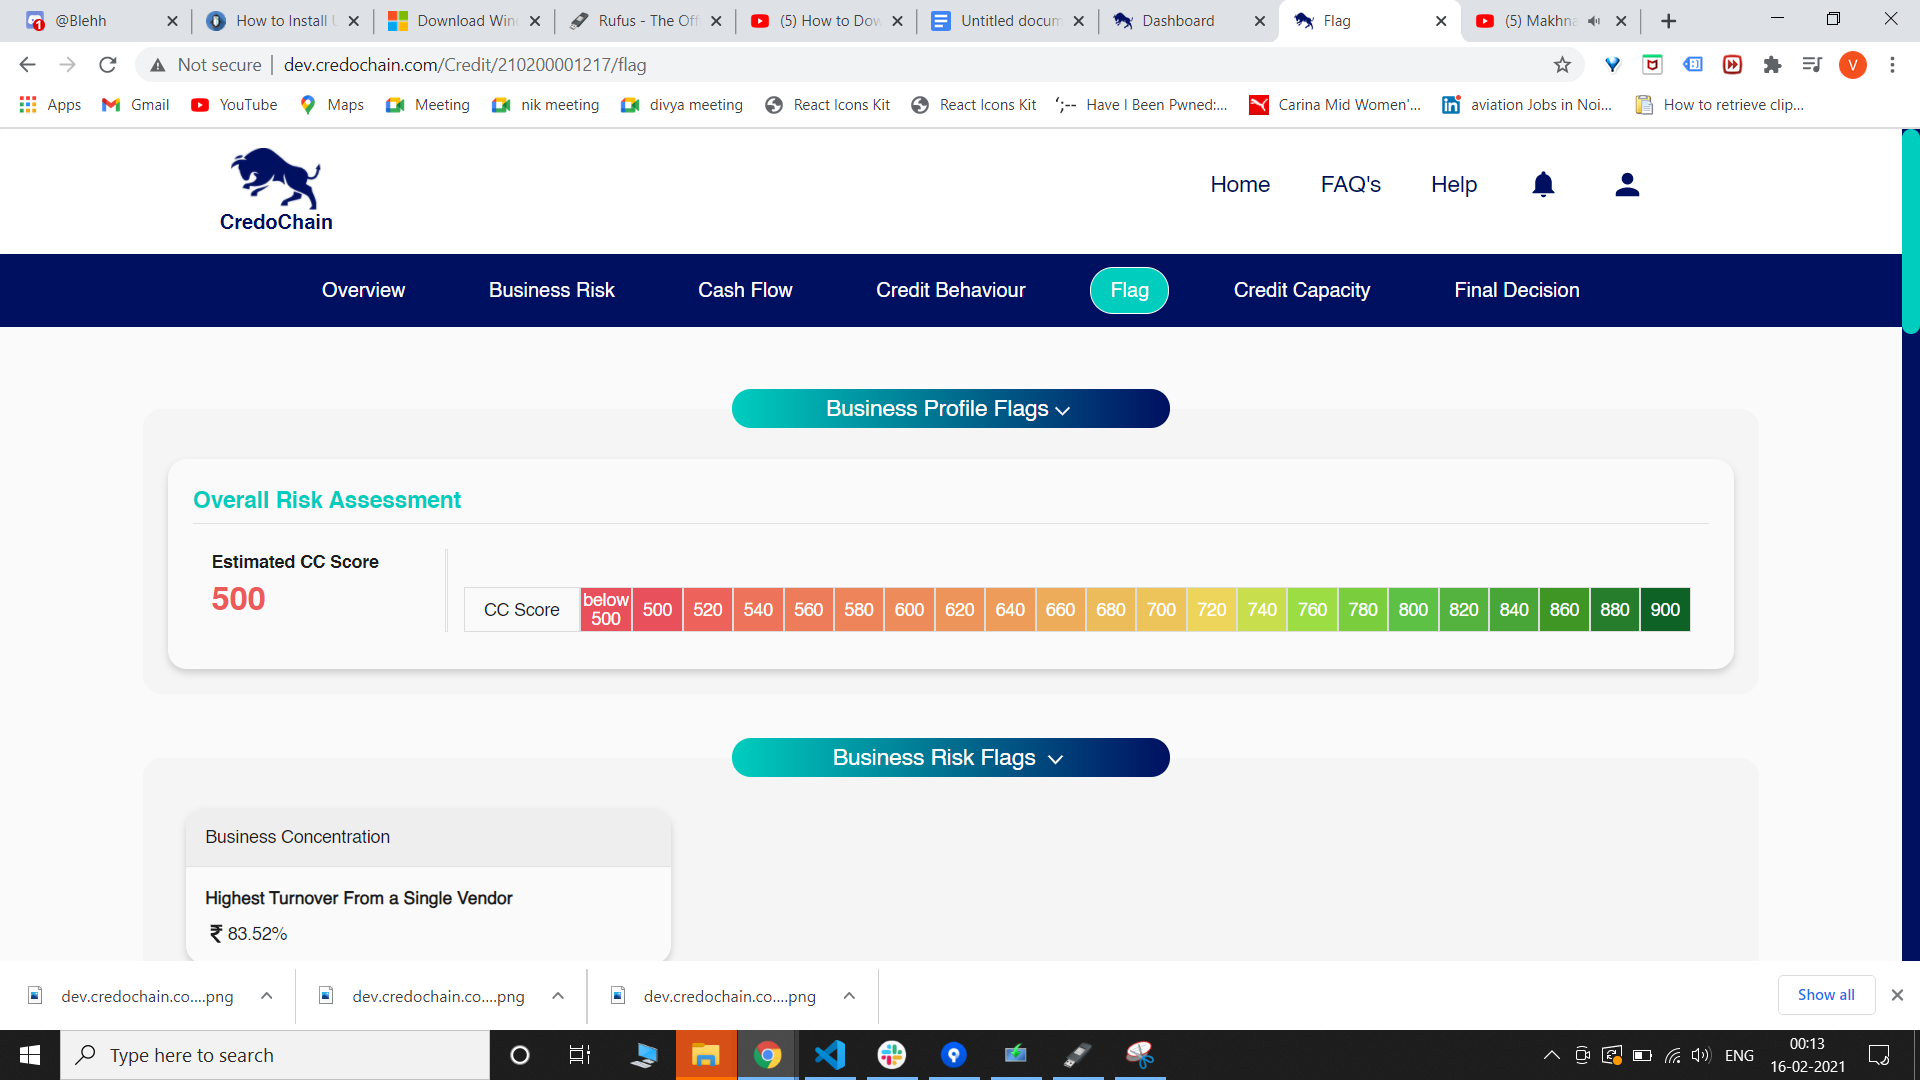 @Blehh
How to Install U
Download Wind
Rufus - The Offi
(5) How to Dow
Untitled docum
Dashboard
Flag
(5) Makhna
Not secure
dev.credochain.com/Credit/210200001217/flag
V
Apps
Gmail
YouTube
Maps
Meeting
nik meeting
divya meeting
React Icons Kit
React Icons Kit
Have I Been Pwned:...
Carina Mid Women'...
aviation Jobs in Noi...
How to retrieve clip...
CredoChain
Home
FAQ's
Help
Overview
Business Risk
Cash Flow
Credit Behaviour
Flag
Credit Capacity
Final Decision
Business Profile Flags
Overall Risk Assessment
Estimated CC Score
500
CC Score
below
500
500
520
540
560
580
600
620
640
660
680
700
720
740
760
780
800
820
840
860
880
900
Business Risk Flags
Business Concentration
Highest Turnover From a Single Vendor
₹ 83.52%
dev.credochain.co....png
dev.credochain.co....png
dev.credochain.co....png
Show all
Type here to search
ENG
00:13
16-02-2021